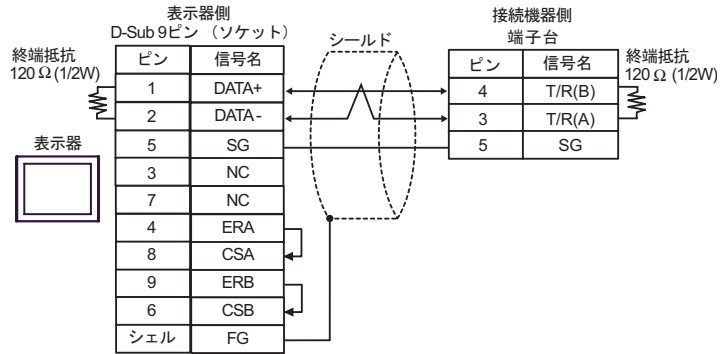 表示器側
D-Sub 9ピン （ソケット）
終端抵抗
120 Ω (1/2W)
ピン 信号名
1 DATA+
2 DATA-
5 SG
3 NC
7 NC
4 ERA
8 CSA
9 ERB
6 CSB
シェル FG
表示器
シールド
接続機器側
端子台
ピン 信号名
4 T/R(B)
3 T/R(A)
5 SG
終端抵抗
120 Ω (1/2W)